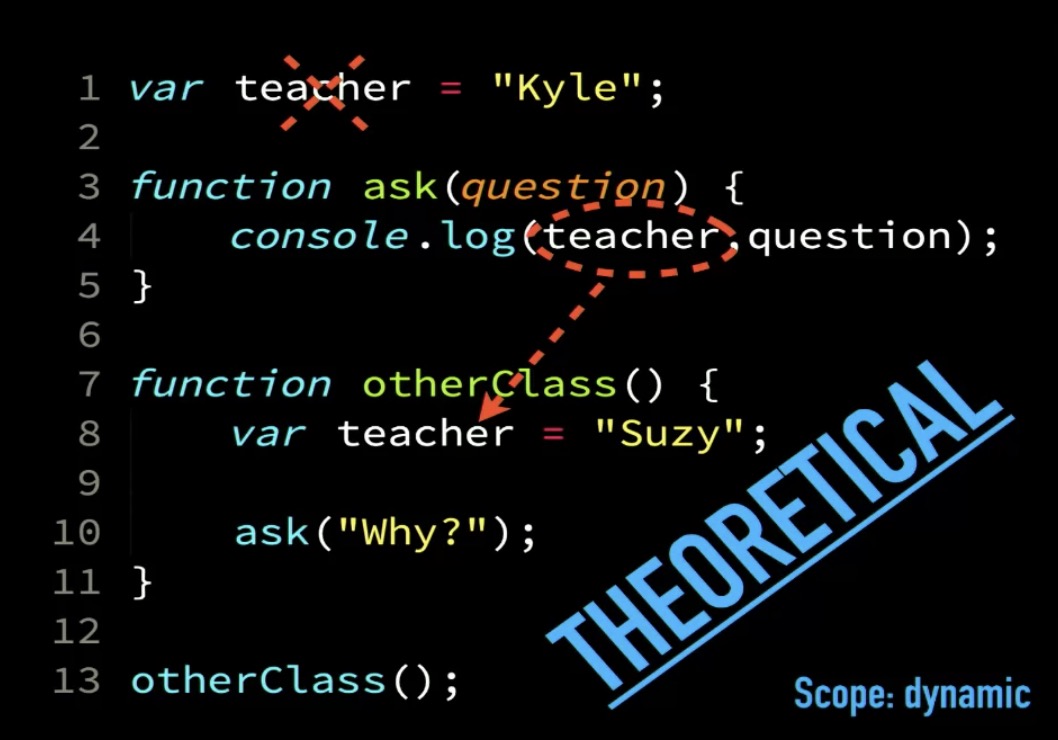 1 var teacher = "Kyle";
2
3 function ask(question) {
4     console.log(teacher,question);
5 }
6
7 function otherClass() {
8     var teacher = "Suzy";
9
10     ask("Why?");
11 }
12
13 otherClass();
THEORETICAL
Scope: dynamic